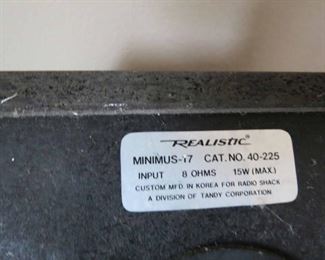 REALISTIC
MINIMUS-17 CAT. NO. 40-225
INPUT 8 OHMS 15W (MAX.)
CUSTOM MFD. IN KOREA FOR RADIO SHACK
A DIVISION OF TANDY CORPORATION